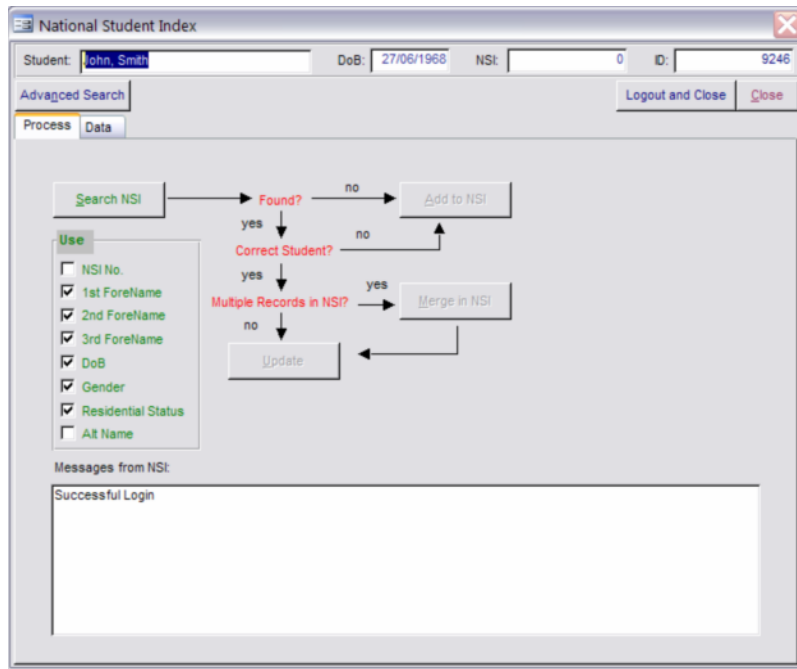 National Student Index
Student: John, Smith DoB: 27/06/1968 NSI: 0 ID: 9246
Advanced Search Logout and Close Close
Process Data
Search NSI Found? no Add to NSI
yes
Use Correct Student? no
NSI No. yes
1st ForeName Multiple Records in NSI? yes Merge in NSI
2nd ForeName
3rd ForeName no
DoB Update
Gender
Residential Status
Alt Name
Messages from NSI:
Successful Login